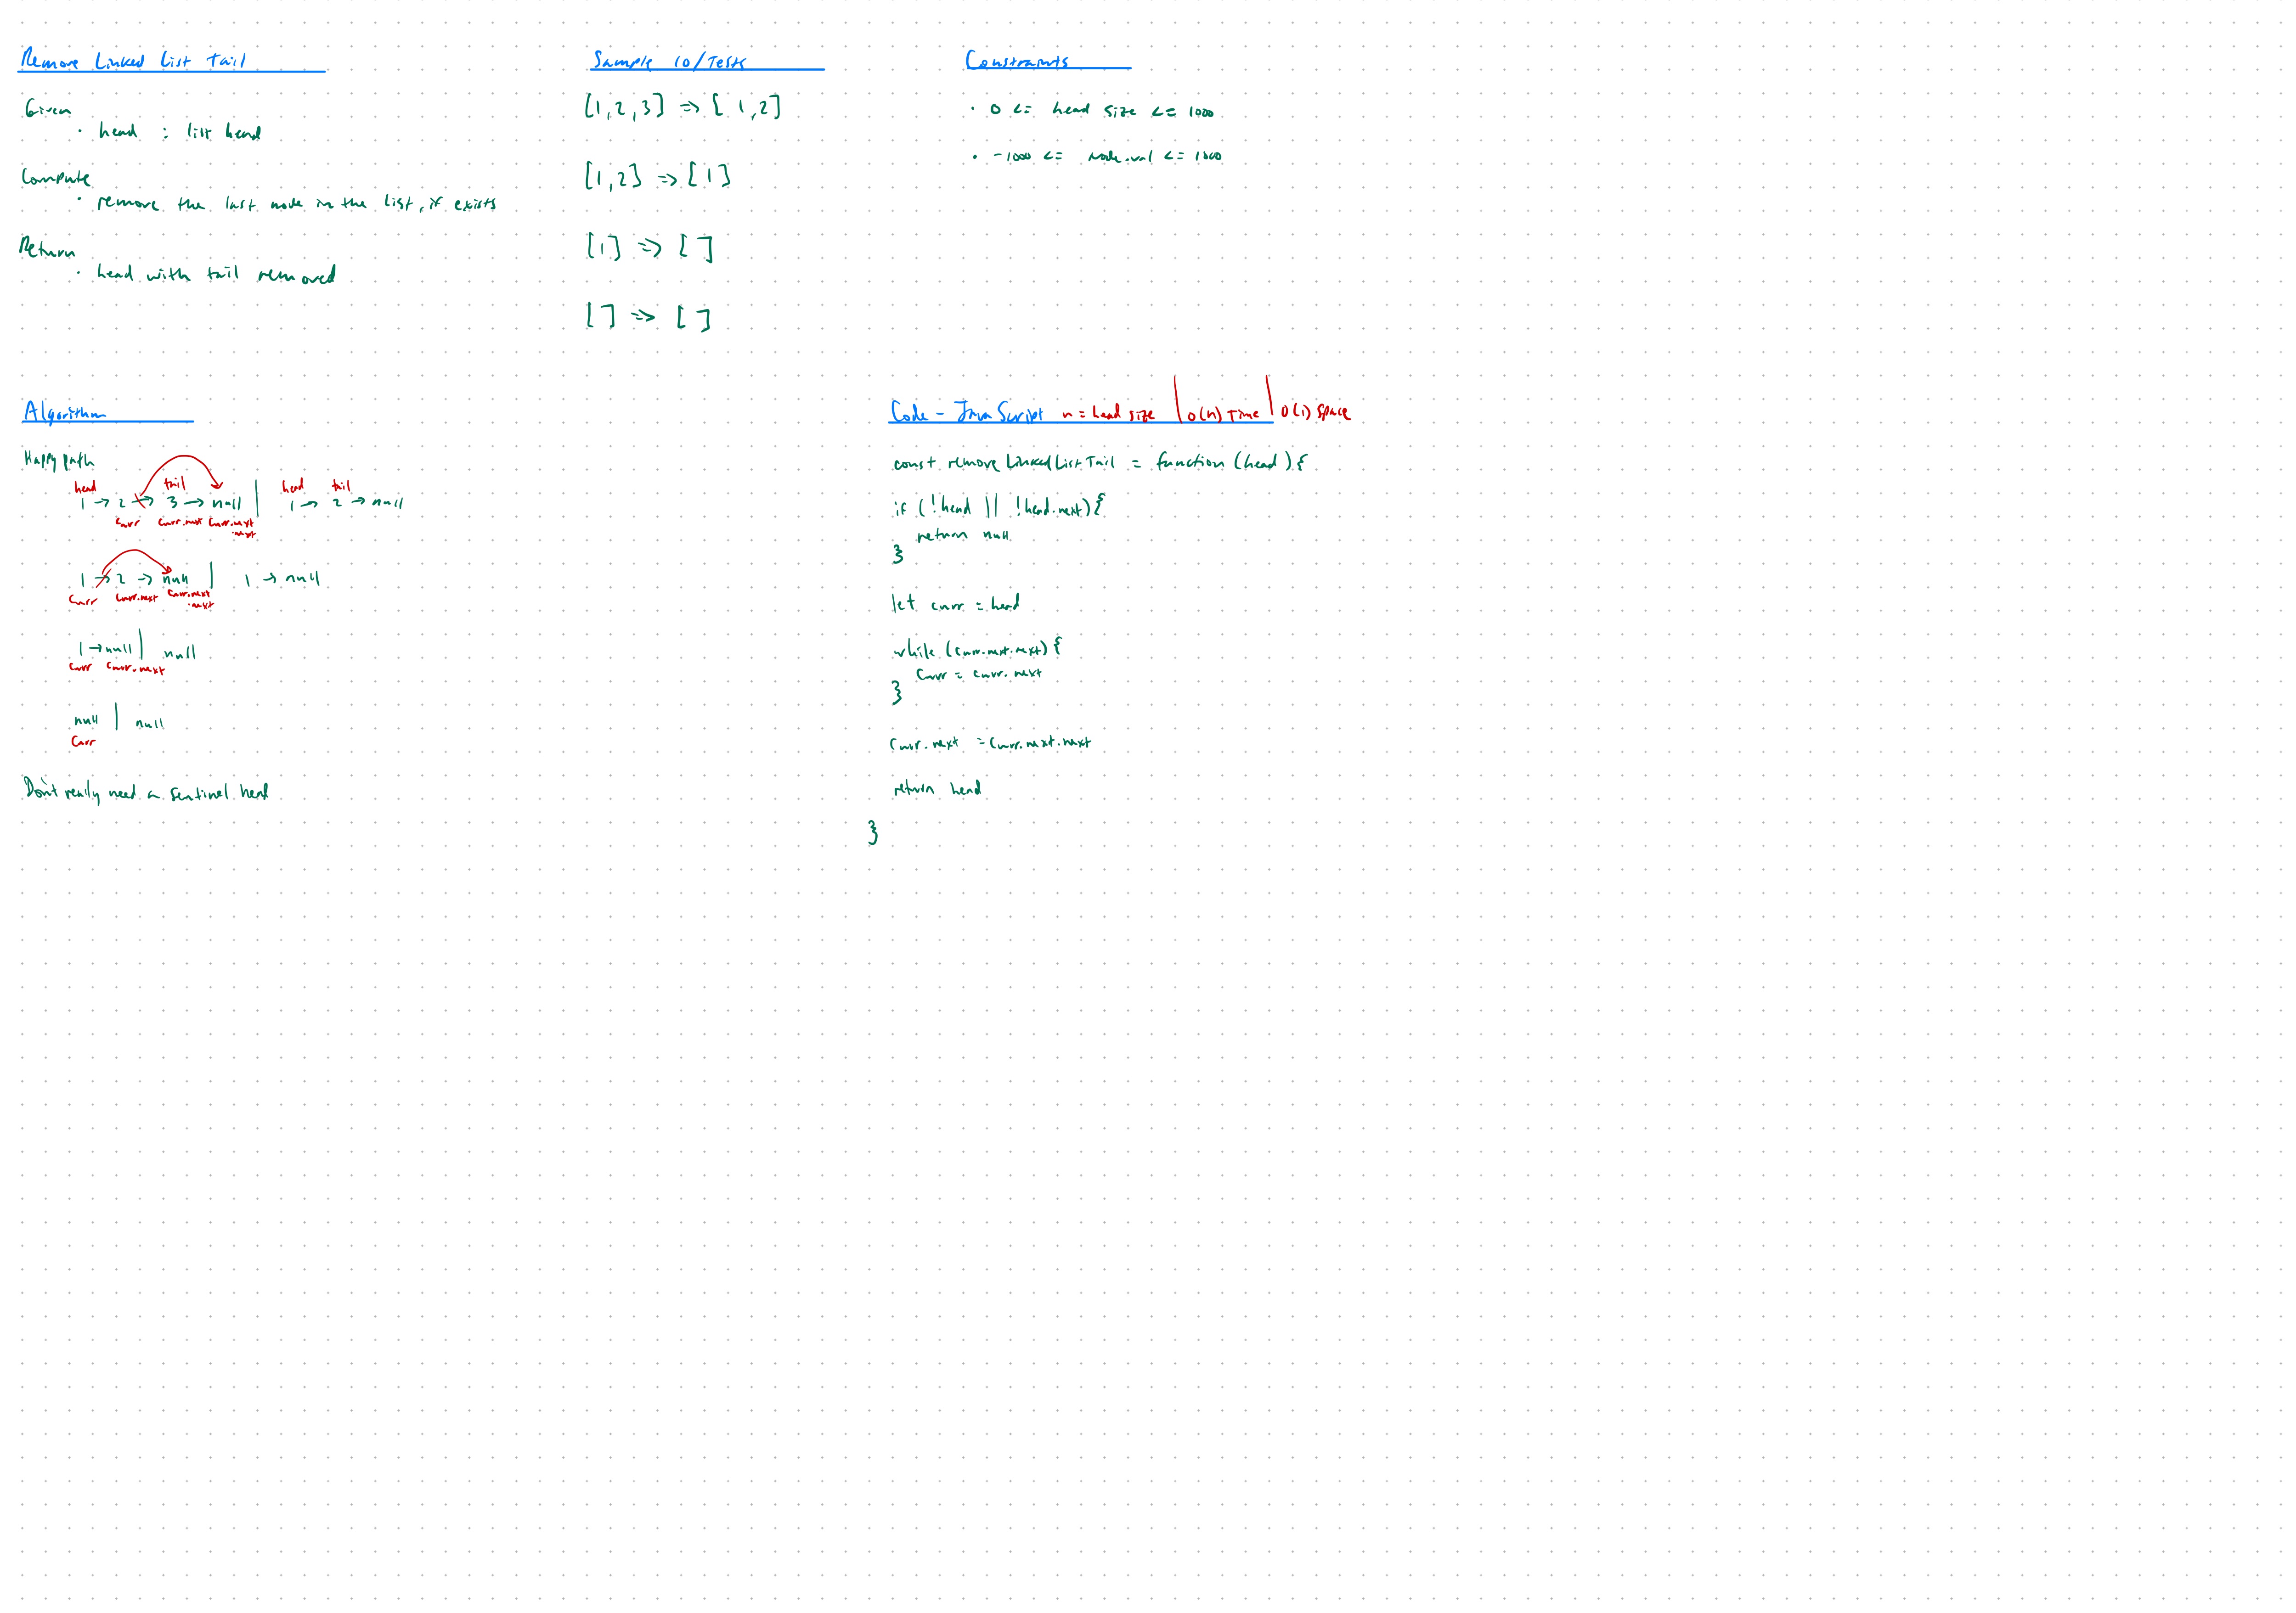 Remove Linked List Tail
Given
· head : list head
Compute
· remove the last node in the list, if exists
Return
· head with tail removed
Sample IO/Tests
[1,2,3] => [1,2]
[1,2] => [1]
[1] => []
[] => []
Constraints
· 0 <= head size <= 1000
· -1000 <= node.val <= 1000
Algorithm
Happy path
head tail | head tail
1 -> 2 -> 3 -> null | 1 -> 2 -> null
curr curr.next curr.next
.next
1 -> 2 -> null | 1 -> null
curr curr.next curr.next
.next
1 -> null | null
curr curr.next
null | null
curr
Don't really need a sentinel head
Code - JavaScript n = head size | O(n) Time | O(1) Space
const removeLinkedListTail = function (head) {
if (!head || !head.next) {
return null
}
let curr = head
while (curr.next.next) {
curr = curr.next
}
curr.next = curr.next.next
return head
}